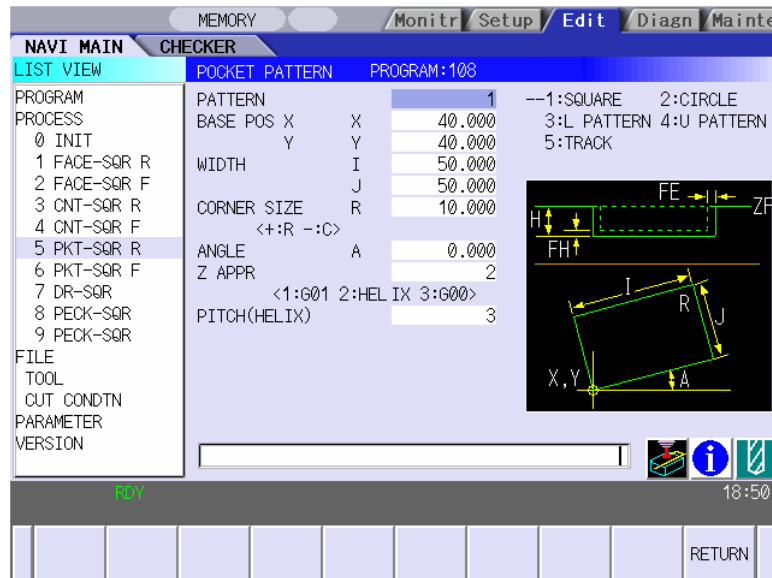 MEMORY
Monitr Setup Edit Diagn Mainte
NAVI MAIN CHECKER
LIST VIEW
POCKET PATTERN PROGRAM:108
PROGRAM
PROCESS
0 INIT
1 FACE-SQR R
2 FACE-SQR F
3 CNT-SQR R
4 CNT-SQR F
5 PKT-SQR R
6 PKT-SQR F
7 DR-SQR
8 PECK-SQR
9 PECK-SQR
FILE
TOOL
CUT CONDTN
PARAMETER
VERSION
PATTERN 1
BASE POS X X 40.000
Y Y 40.000
WIDTH I 50.000
J 50.000
CORNER SIZE R 10.000
<+:R -:C>
ANGLE A 0.000
Z APPR 2
<1:G01 2:HELIX 3:G00>
PITCH(HELIX) 3
--1:SQUARE 2:CIRCLE
3:L PATTERN 4:U PATTERN
5:TRACK
FE
ZF
H
FH
I
R
J
X,Y
A
RDY
18:50
RETURN